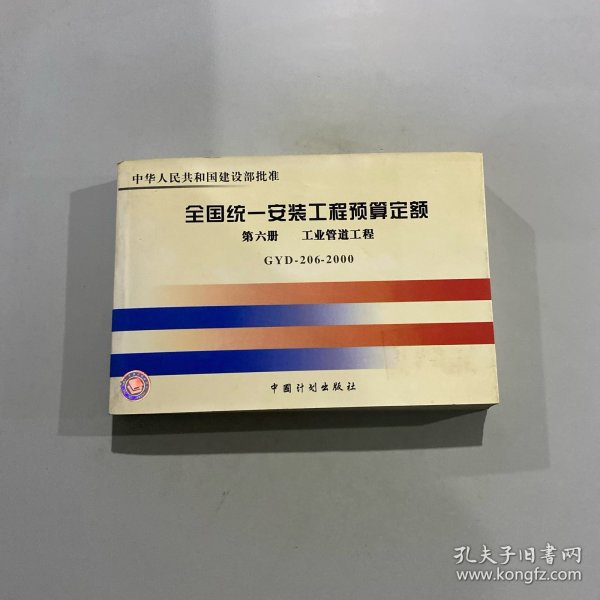 中华人民共和国建设部批准
全国统一安装工程预算定额
第六册 工业管道工程
GYD-206-2000
中国计划出版社
孔夫子旧书网
www.kongfz.com